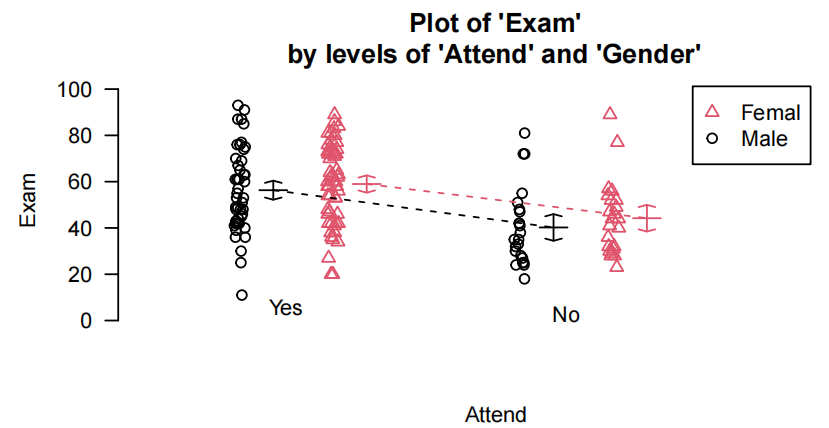 Plot of 'Exam'
by levels of 'Attend' and 'Gender'
100
80
60
40
20
0
Exam
Femal
Male
Yes
No
Attend